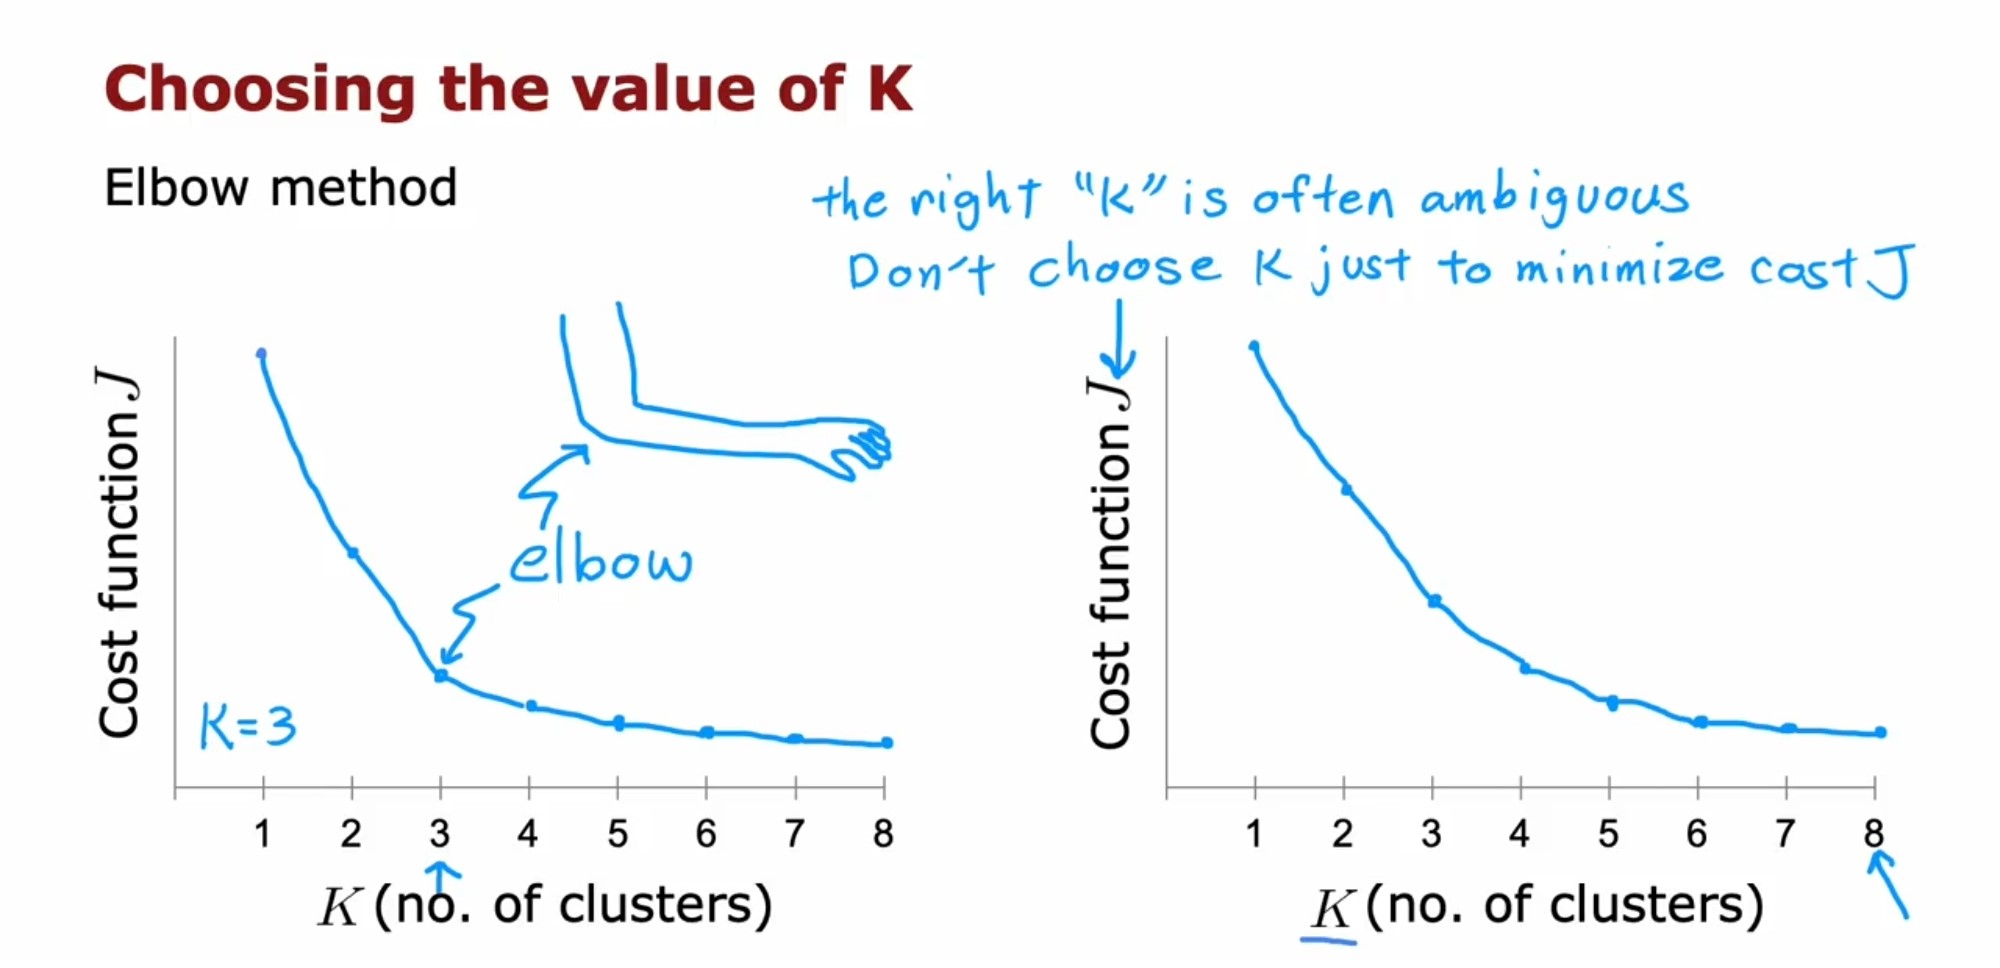 Choosing the value of K
Elbow method
the right "K" is often ambiguous
Don't choose K just to minimize cost J
Cost function J
elbow
K=3
1 2 3 4 5 6 7 8
K (no. of clusters)
Cost function J
1 2 3 4 5 6 7 8
K (no. of clusters)